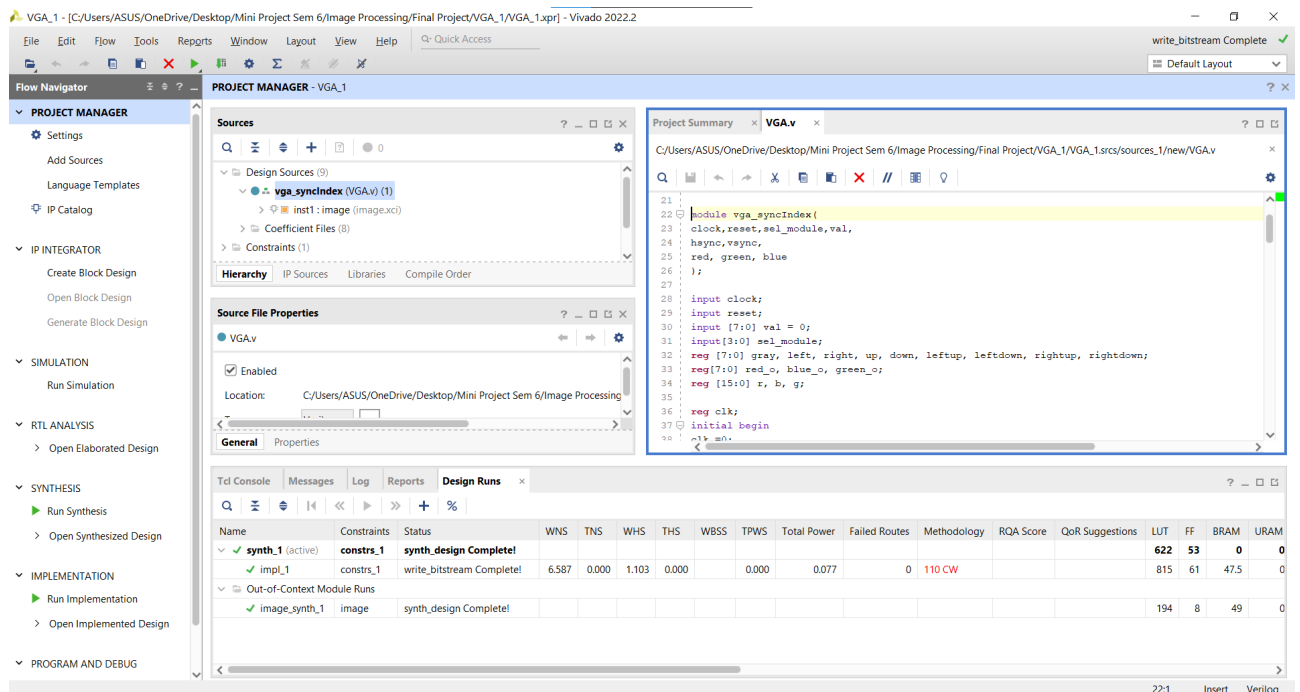 VGA_1 - [C:/Users/ASUS/OneDrive/Desktop/Mini Project Sem 6/Image Processing/Final Project/VGA_1/VGA_1.xpr] - Vivado 2022.2
File Edit Flow Tools Reports Window Layout View Help Quick Access
write_bitstream Complete
Default Layout
Flow Navigator
PROJECT MANAGER
Settings
Add Sources
Language Templates
IP Catalog
IP INTEGRATOR
Create Block Design
Open Block Design
Generate Block Design
SIMULATION
Run Simulation
RTL ANALYSIS
Open Elaborated Design
SYNTHESIS
Run Synthesis
Open Synthesized Design
IMPLEMENTATION
Run Implementation
Open Implemented Design
PROGRAM AND DEBUG
PROJECT MANAGER - VGA_1
Sources
0
Design Sources (9)
vga_syncIndex (VGA.v) (1)
inst1 : image (image.xci)
Coefficient Files (8)
Constraints (1)
Hierarchy IP Sources Libraries Compile Order
Source File Properties
VGA.v
Enabled
Location: C:/Users/ASUS/OneDrive/Desktop/Mini Project Sem 6/Image Processing
General Properties
Project Summary VGA.v
C:/Users/ASUS/OneDrive/Desktop/Mini Project Sem 6/Image Processing/Final Project/VGA_1/VGA_1.srcs/sources_1/new/VGA.v
21
22 module vga_syncIndex(
23 clock,reset,sel_module,val,
24 hsync,vsync,
25 red, green, blue
26 );
27
28 input clock;
29 input reset;
30 input [7:0] val = 0;
31 input[3:0] sel_module;
32 reg [7:0] gray, left, right, up, down, leftup, leftdown, rightup, rightdown;
33 reg[7:0] red_o, blue_o, green_o;
34 reg [15:0] r, b, g;
35
36 reg clk;
37 initial begin
38 clk =0;
Tcl Console Messages Log Reports Design Runs
Name Constraints Status WNS TNS WHS THS WBSS TPWS Total Power Failed Routes Methodology RQA Score QoR Suggestions LUT FF BRAM URAM
synth_1 (active) constrs_1 synth_design Complete! 622 53 0 0
impl_1 constrs_1 write_bitstream Complete! 6.587 0.000 1.103 0.000 0.000 0.077 0 110 CW 815 61 47.5 0
Out-of-Context Module Runs
image_synth_1 image synth_design Complete! 194 8 49 0
22:1 Insert Verilog